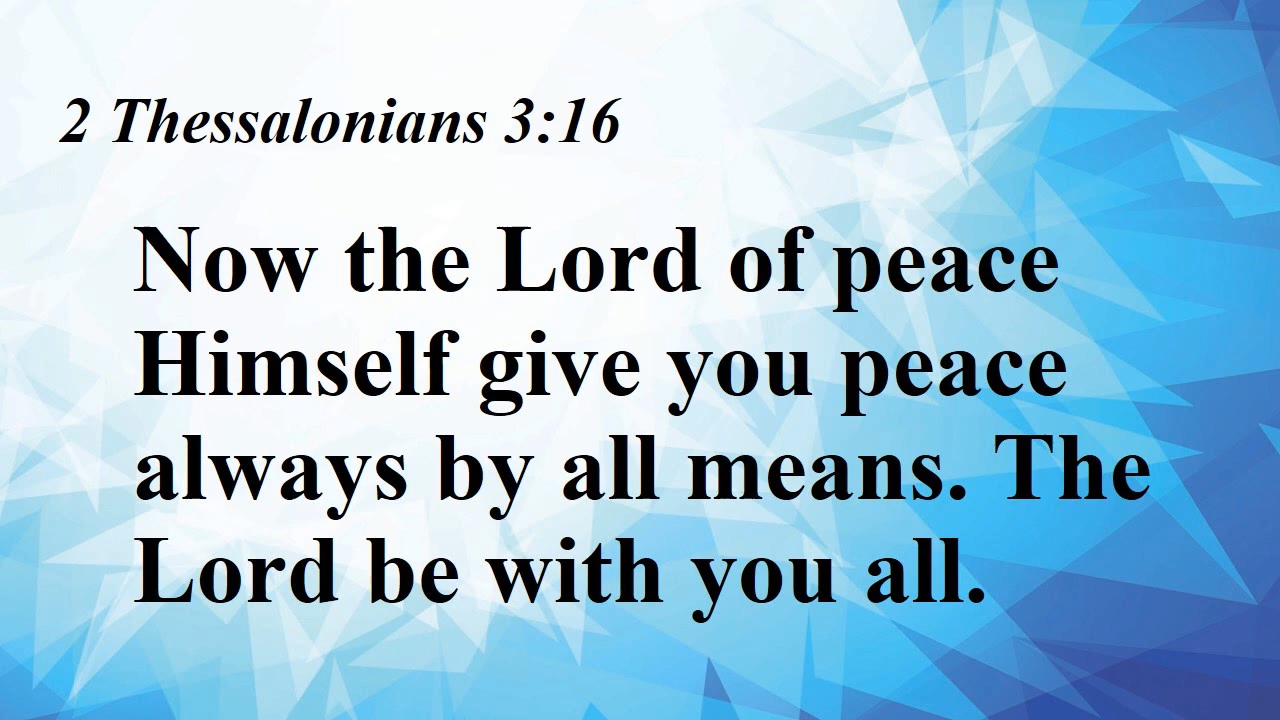 2 Thessalonians 3:16
Now the Lord of peace
Himself give you peace
always by all means. The
Lord be with you all.